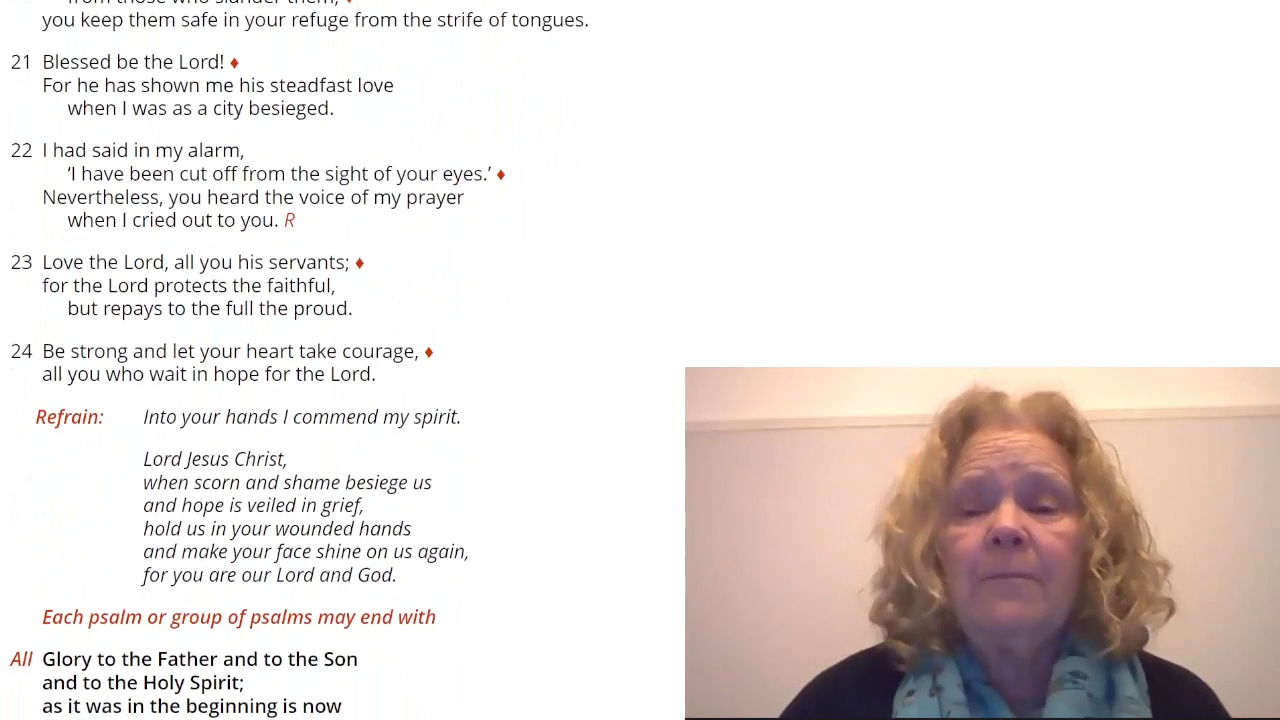 from those who slander them; ♦
you keep them safe in your refuge from the strife of tongues.
21 Blessed be the Lord! ♦
For he has shown me his steadfast love
when I was as a city besieged.
22 I had said in my alarm,
‘I have been cut off from the sight of your eyes.’ ♦
Nevertheless, you heard the voice of my prayer
when I cried out to you. R
23 Love the Lord, all you his servants; ♦
for the Lord protects the faithful,
but repays to the full the proud.
24 Be strong and let your heart take courage, ♦
all you who wait in hope for the Lord.
Refrain: Into your hands I commend my spirit.
Lord Jesus Christ,
when scorn and shame besiege us
and hope is veiled in grief,
hold us in your wounded hands
and make your face shine on us again,
for you are our Lord and God.
Each psalm or group of psalms may end with
All Glory to the Father and to the Son
and to the Holy Spirit;
as it was in the beginning is now